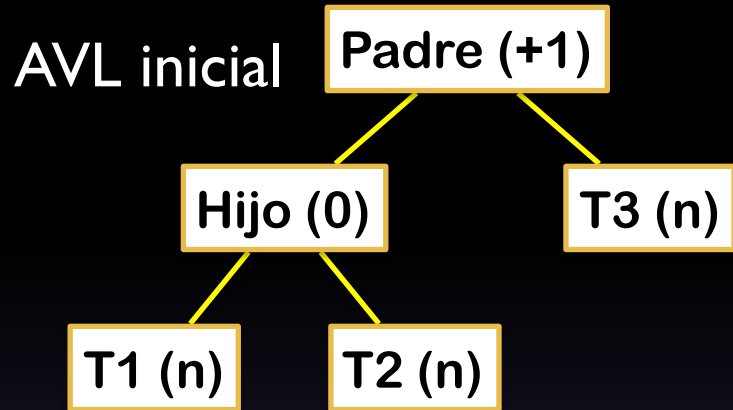 AVL inicial
Padre (+1)
Hijo (0)
T3 (n)
T1 (n)
T2 (n)